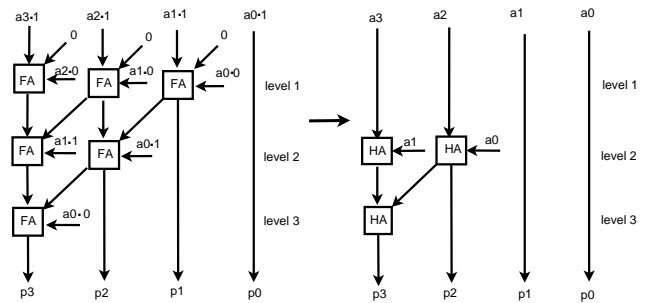 a3•1 a2•1 a1•1 a0•1 a3 a2 a1 a0
0 0 0
FA a2•0 FA a1•0 FA a0•0 level 1 level 1
FA a1•1 FA a0•1 level 2 HA a1 HA a0 level 2
FA a0•0 level 3 HA level 3
p3 p2 p1 p0 p3 p2 p1 p0